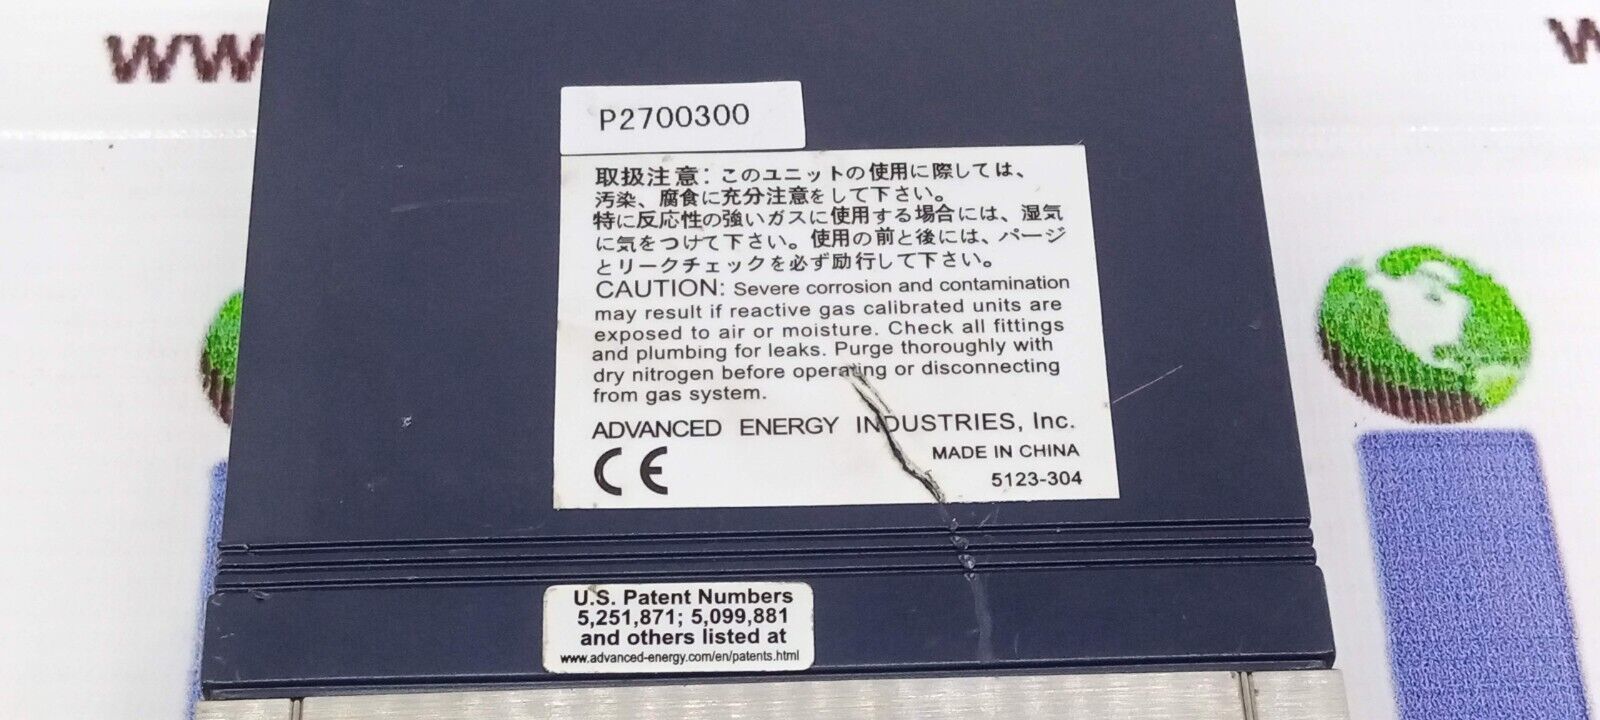 P2700300
取扱注意：このユニットの使用に際しては、
汚染、腐食に充分注意をして下さい。
特に反応性の強いガスに使用する場合には、湿気
に気をつけて下さい。使用の前と後には、パージ
とリークチェックを必ず励行して下さい。
CAUTION: Severe corrosion and contamination
may result if reactive gas calibrated units are
exposed to air or moisture. Check all fittings
and plumbing for leaks. Purge thoroughly with
dry nitrogen before operating or disconnecting
from gas system.
ADVANCED ENERGY INDUSTRIES, Inc.
CE
MADE IN CHINA
5123-304
U.S. Patent Numbers
5,251,871; 5,099,881
and others listed at
www.advanced-energy.com/en/patents.html